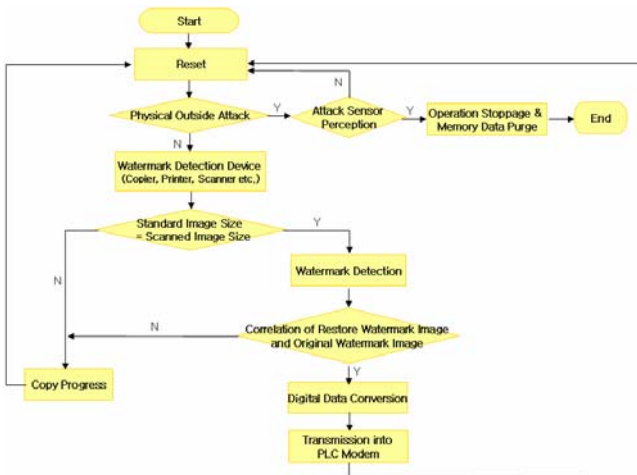 Start
Reset
N
Physical Outside Attack
Y
Attack Sensor
Perception
Y
Operation Stoppage &
Memory Data Purge
End
N
Watermark Detection Device
(Copier, Printer, Scanner etc,)
Standard Image Size
= Scanned Image Size
Y
N
Watermark Detection
N
Correlation of Restore Watermark Image
and Original Watermark Image
Y
Copy Progress
Digital Data Conversion
Transmission into
PLC Modem